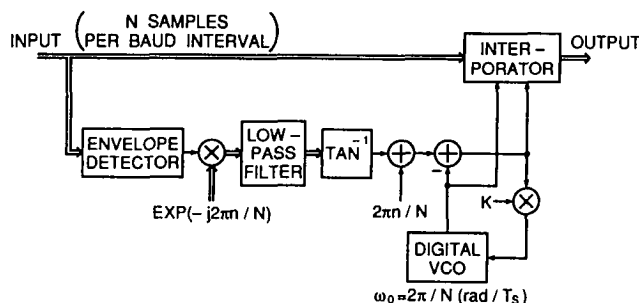 INPUT ( N SAMPLES
PER BAUD INTERVAL )
INTER -
PORATOR
OUTPUT
ENVELOPE
DETECTOR
×
LOW -
PASS
FILTER
TAN⁻¹
+
−
+
EXP(− j2πn / N)
2πn / N
K
×
DIGITAL
VCO
ω₀=2π / N (rad / Tₛ)